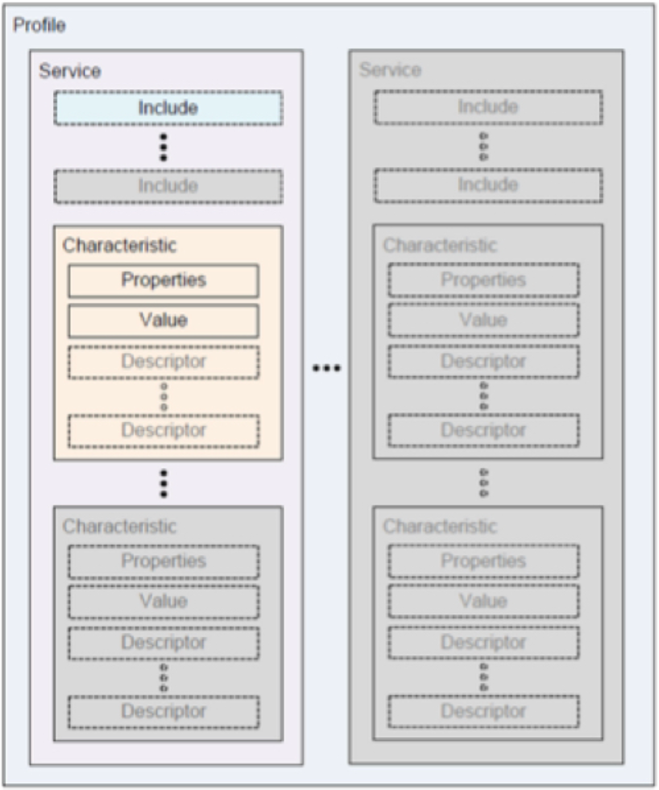 Profile
Service
Include
Include
Characteristic
Properties
Value
Descriptor
Descriptor
Characteristic
Properties
Value
Descriptor
Descriptor
Service
Include
Include
Characteristic
Properties
Value
Descriptor
Descriptor
Characteristic
Properties
Value
Descriptor
Descriptor